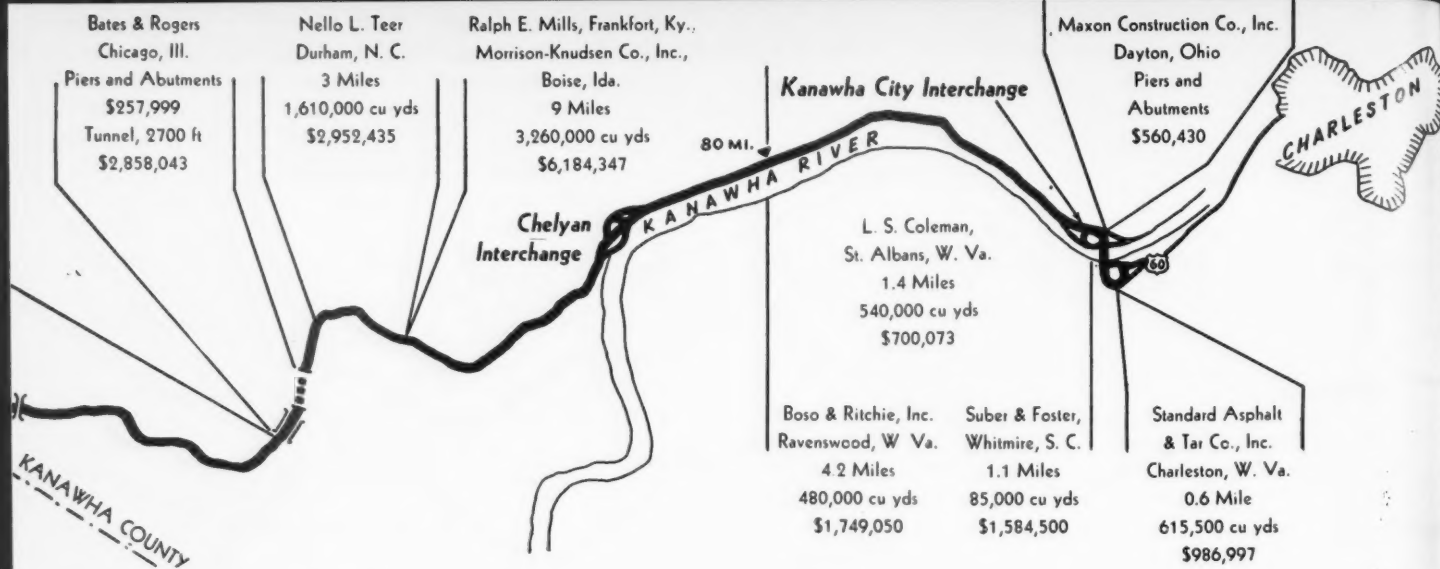 Bates & Rogers
Chicago, Ill.
Piers and Abutments
$257,999
Tunnel, 2700 ft
$2,858,043
Nello L. Teer
Durham, N. C.
3 Miles
1,610,000 cu yds
$2,952,435
Ralph E. Mills, Frankfort, Ky.,
Morrison-Knudsen Co., Inc.,
Boise, Ida.
9 Miles
3,260,000 cu yds
$6,184,347
Maxon Construction Co., Inc.
Dayton, Ohio
Piers and
Abutments
$560,430
Kanawha City Interchange
CHARLESTON
80 MI.
KANAWHA RIVER
Chelyan
Interchange
L. S. Coleman,
St. Albans, W. Va.
1.4 Miles
540,000 cu yds
$700,073
60
Boso & Ritchie, Inc.
Ravenswood, W Va.
4.2 Miles
480,000 cu yds
$1,749,050
Suber & Foster,
Whitmire, S. C.
1.1 Miles
85,000 cu yds
$1,584,500
Standard Asphalt
& Tar Co., Inc.
Charleston, W. Va.
0.6 Mile
615,500 cu yds
$986,997
KANAWHA COUNTY